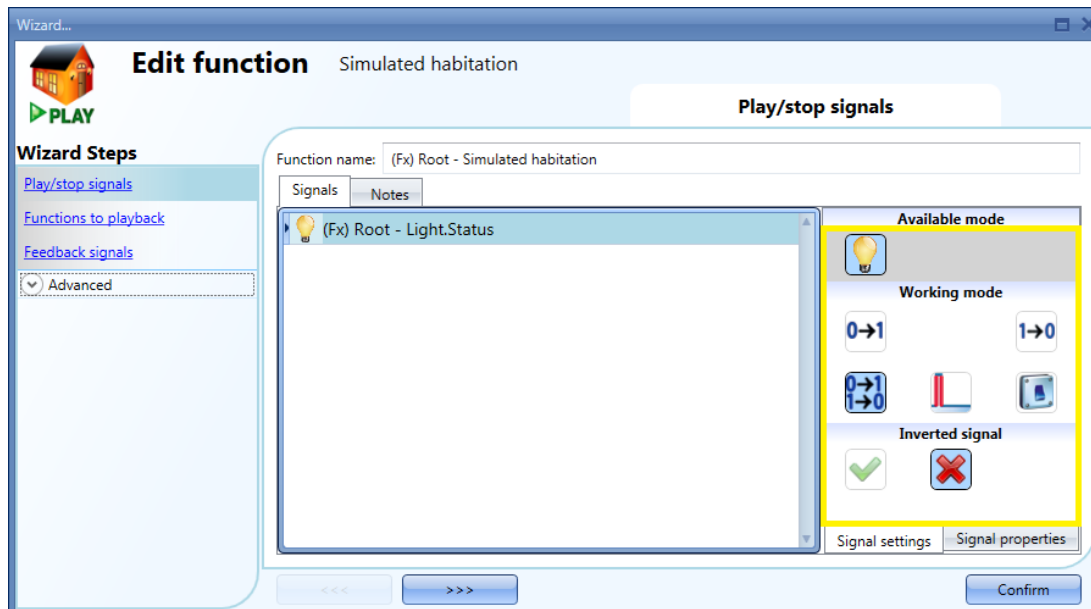 Wizard...
Edit function Simulated habitation
PLAY
Play/stop signals
Wizard Steps
Play/stop signals
Functions to playback
Feedback signals
Advanced
Function name: (Fx) Root - Simulated habitation
Signals Notes
(Fx) Root - Light.Status
Available mode
Working mode
0→1 1→0
0→1
1→0
Inverted signal
Signal settings Signal properties
<<< >>> Confirm